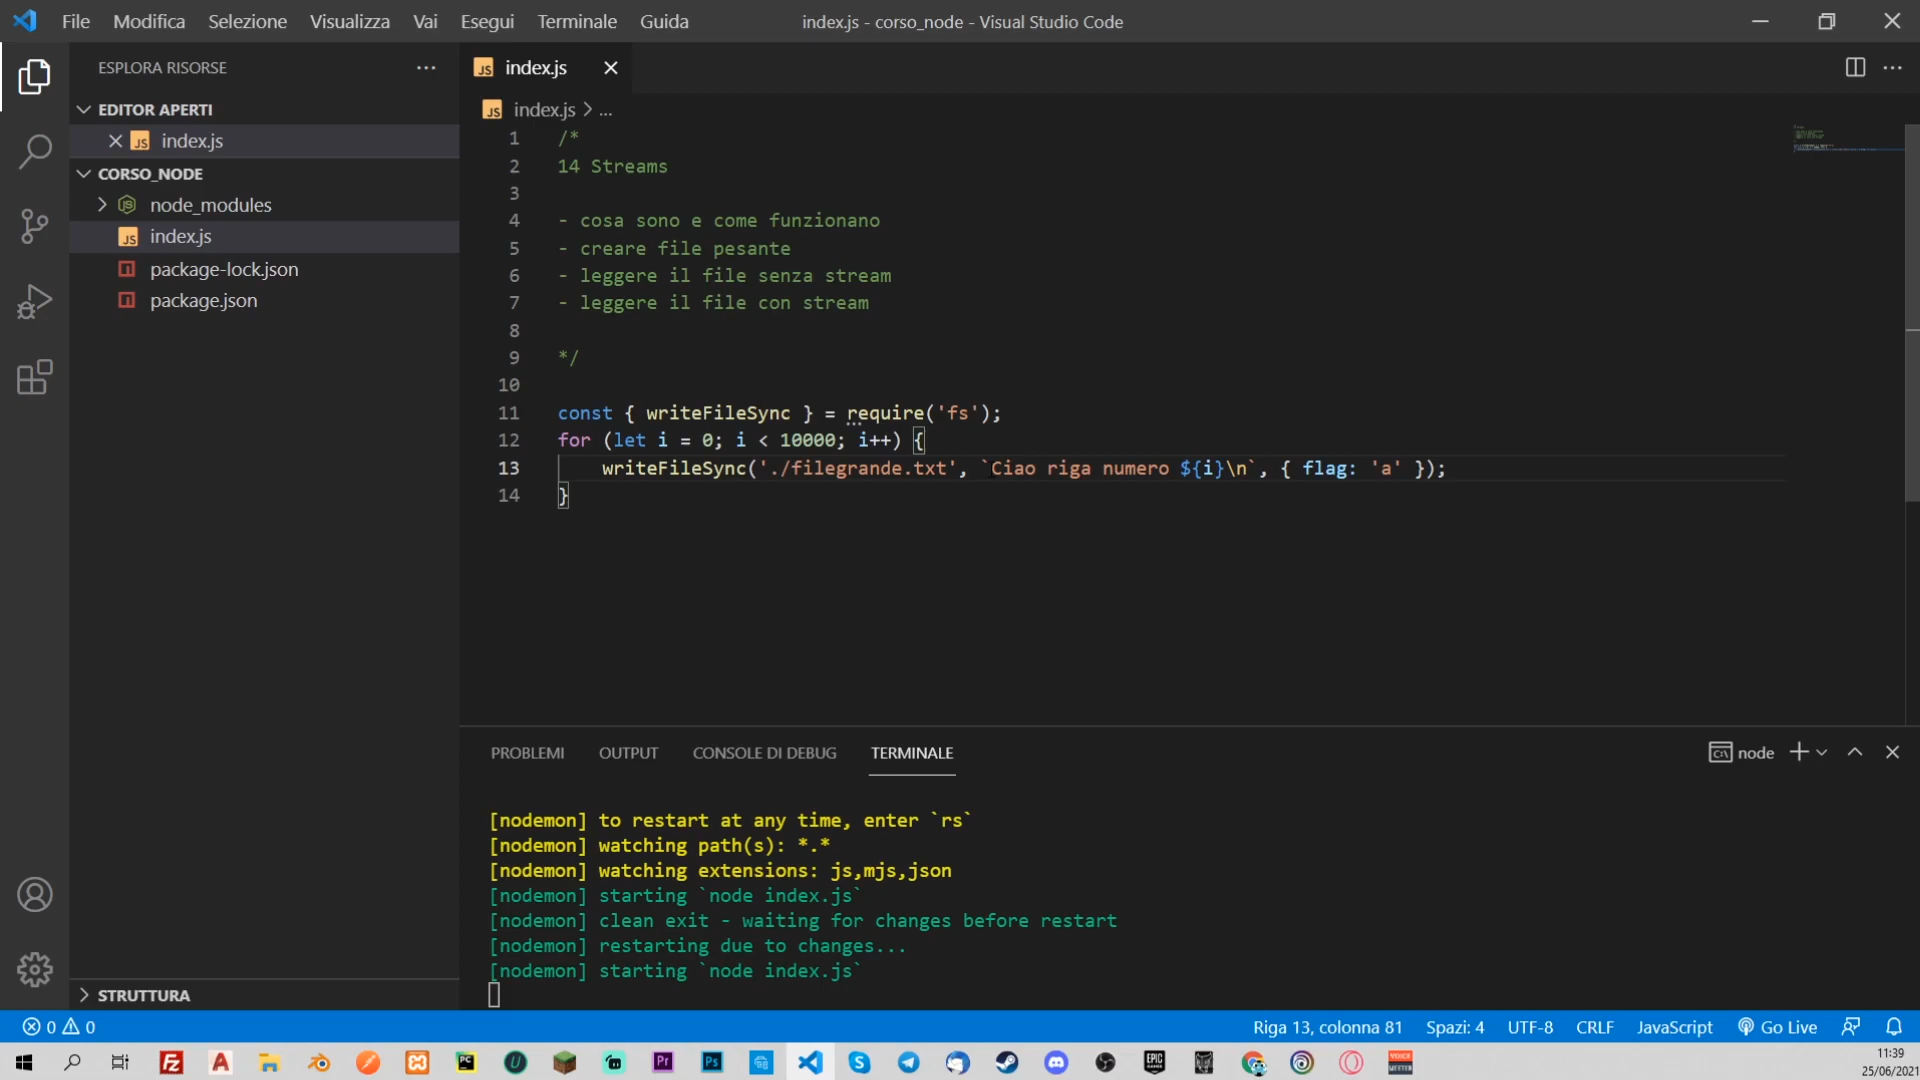 File Modifica Selezione Visualizza Vai Esegui Terminale Guida index.js - corso_node - Visual Studio Code
ESPLORA RISORSE
EDITOR APERTI
index.js
CORSO_NODE
node_modules
index.js
package-lock.json
package.json
STRUTTURA
index.js
index.js > ...
1 /*
2 14 Streams
3
4 - cosa sono e come funzionano
5 - creare file pesante
6 - leggere il file senza stream
7 - leggere il file con stream
8
9 */
10
11 const { writeFileSync } = require('fs');
12 for (let i = 0; i < 10000; i++) {
13 writeFileSync('./filegrande.txt', `Ciao riga numero ${i}\n`, { flag: 'a' });
14 }
PROBLEMI OUTPUT CONSOLE DI DEBUG TERMINALE
node
[nodemon] to restart at any time, enter `rs`
[nodemon] watching path(s): *.*
[nodemon] watching extensions: js,mjs,json
[nodemon] starting `node index.js`
[nodemon] clean exit - waiting for changes before restart
[nodemon] restarting due to changes...
[nodemon] starting `node index.js`
0 0 Riga 13, colonna 81 Spazi: 4 UTF-8 CRLF JavaScript Go Live
11:39
25/06/2021